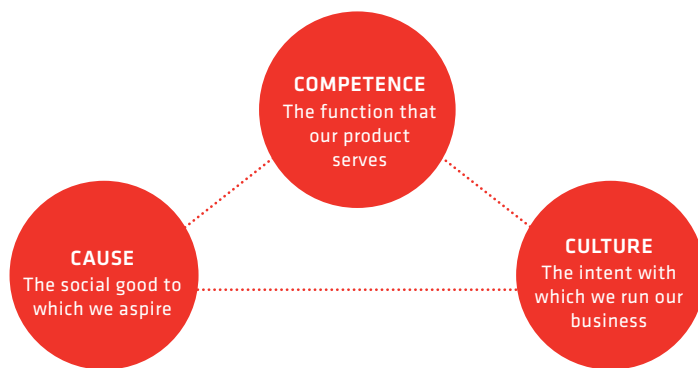 COMPETENCE
The function that
our product
serves
CAUSE
The social good to
which we aspire
CULTURE
The intent with
which we run our
business